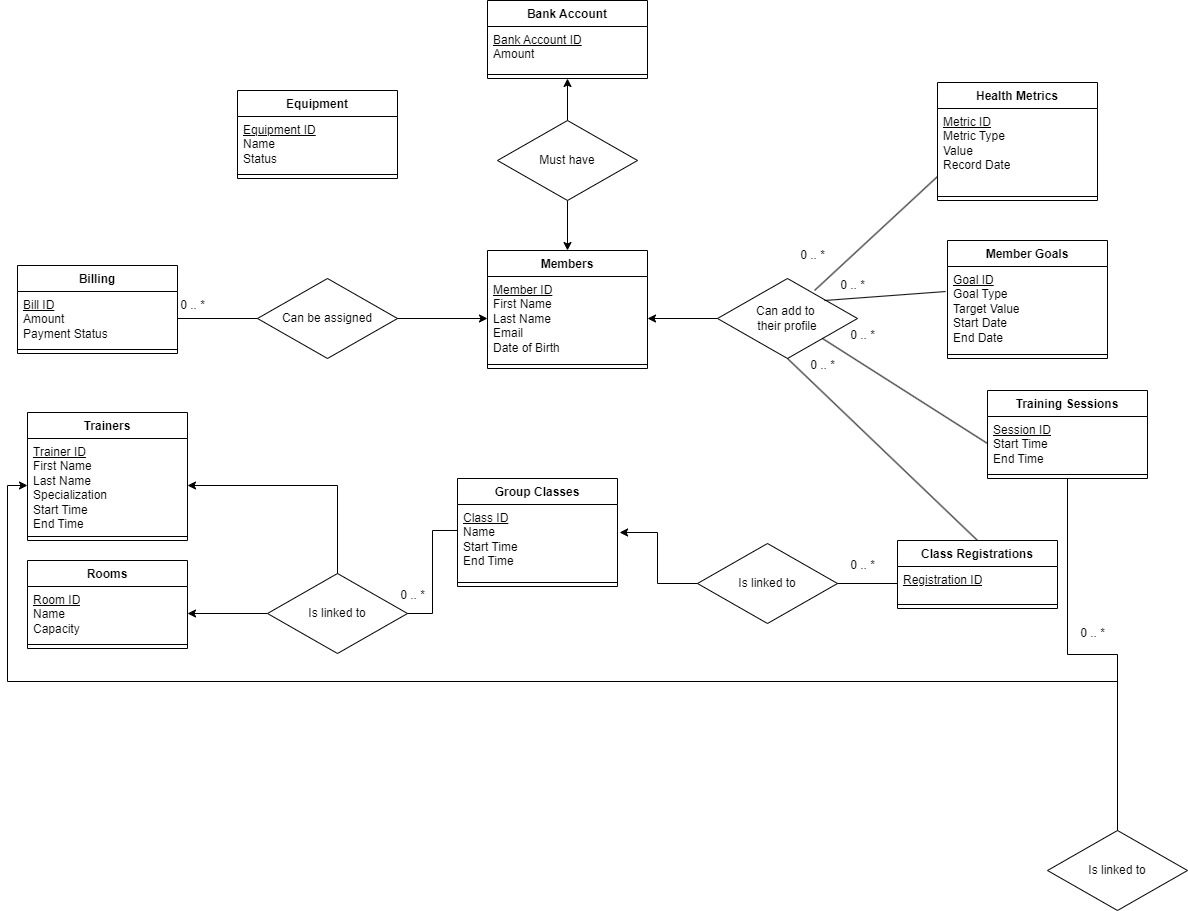 Bank Account
Bank Account ID
Amount
Equipment
Equipment ID
Name
Status
Must have
Health Metrics
Metric ID
Metric Type
Value
Record Date
Billing
Bill ID
Amount
Payment Status
0 .. *
Can be assigned
Members
Member ID
First Name
Last Name
Email
Date of Birth
0 .. *
0 .. *
Can add to
their profile
0 .. *
0 .. *
Member Goals
Goal ID
Goal Type
Target Value
Start Date
End Date
Training Sessions
Session ID
Start Time
End Time
Trainers
Trainer ID
First Name
Last Name
Specialization
Start Time
End Time
Group Classes
Class ID
Name
Start Time
End Time
Rooms
Room ID
Name
Capacity
Is linked to
0 .. *
Is linked to
0 .. *
Class Registrations
Registration ID
0 .. *
Is linked to